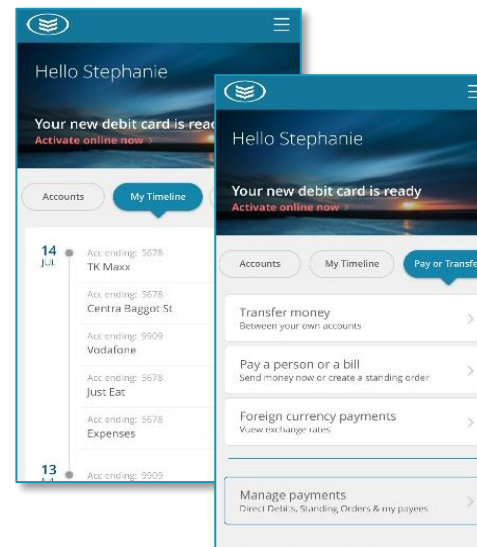 Hello Stephanie
Your new debit card is read
Activate online now >
Accounts
My Timeline
14
JUL
Acc ending: 5678
TK Maxx
Acc ending: 5678
Centra Baggot St
Acc ending: 9909
Vodafone
Acc ending: 5678
Just Eat
Acc ending: 5678
Expenses
13
JUL
Acc ending: 9909
Hello Stephanie
Your new debit card is ready
Activate online now >
Accounts
My Timeline
Pay or Transfe
Transfer money
Between your own accounts
Pay a person or a bill
Send money now or create a standing order
Foreign currency payments
Vuew exchange rates
Manage payments
Direct Debits, Standing Orders & my payees